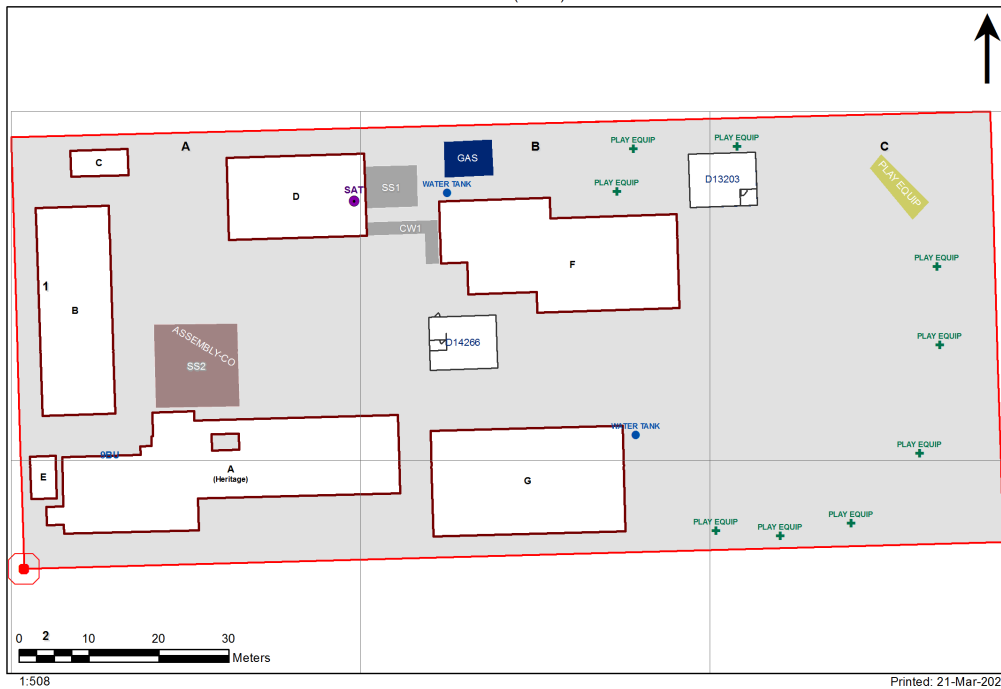 A
B
C
PLAY EQUIP
PLAY EQUIP
C
GAS
PLAY EQUIP
D
SAT
SS1
WATER TANK
PLAY EQUIP
D13203
CW1
F
PLAY EQUIP
1
B
ASSEMBLY-CO
SS2
D14266
PLAY EQUIP
WATER TANK
9BU
E
A
(Heritage)
G
PLAY EQUIP
PLAY EQUIP
PLAY EQUIP
PLAY EQUIP
2
0 10 20 30
Meters
1:508
Printed: 21-Mar-202